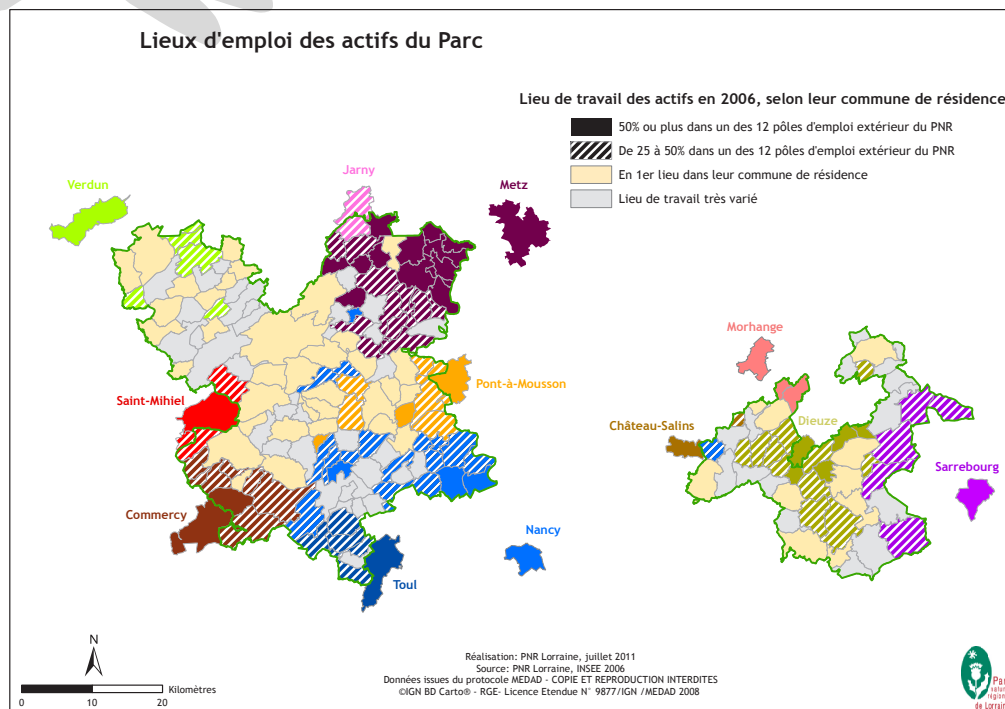 Lieux d'emploi des actifs du Parc
Lieu de travail des actifs en 2006, selon leur commune de résidence
50% ou plus dans un des 12 pôles d'emploi extérieur du PNR
De 25 à 50% dans un des 12 pôles d'emploi extérieur du PNR
En 1er lieu dans leur commune de résidence
Lieu de travail très varié
Jarny
Verdun
Metz
Morhange
Pont-à-Mousson
Saint-Mihiel
Dieuze
Château-Salins
Sarrebourg
Commercy
Nancy
Toul
N
Kilomètres
0 10 20
Réalisation: PNR Lorraine, juillet 2011
Source: PNR Lorraine, INSEE 2006
Données issues du protocole MEDAD - COPIE ET REPRODUCTION INTERDITES
©IGN BD Carto® - RGE- Licence Etendue N° 9877/IGN /MEDAD 2008
Par
natur
région
de Lorrain